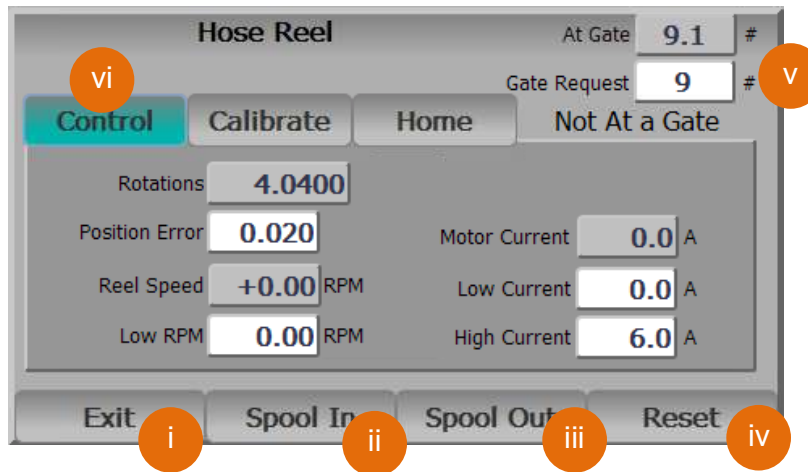 Hose Reel
At Gate 9.1 #
vi
Gate Request 9 #
v
Control Calibrate Home Not At a Gate
Rotations 4.0400
Position Error 0.020 Motor Current 0.0 A
Reel Speed +0.00 RPM Low Current 0.0 A
Low RPM 0.00 RPM High Current 6.0 A
Exit Spool In Spool Out Reset
i ii iii iv